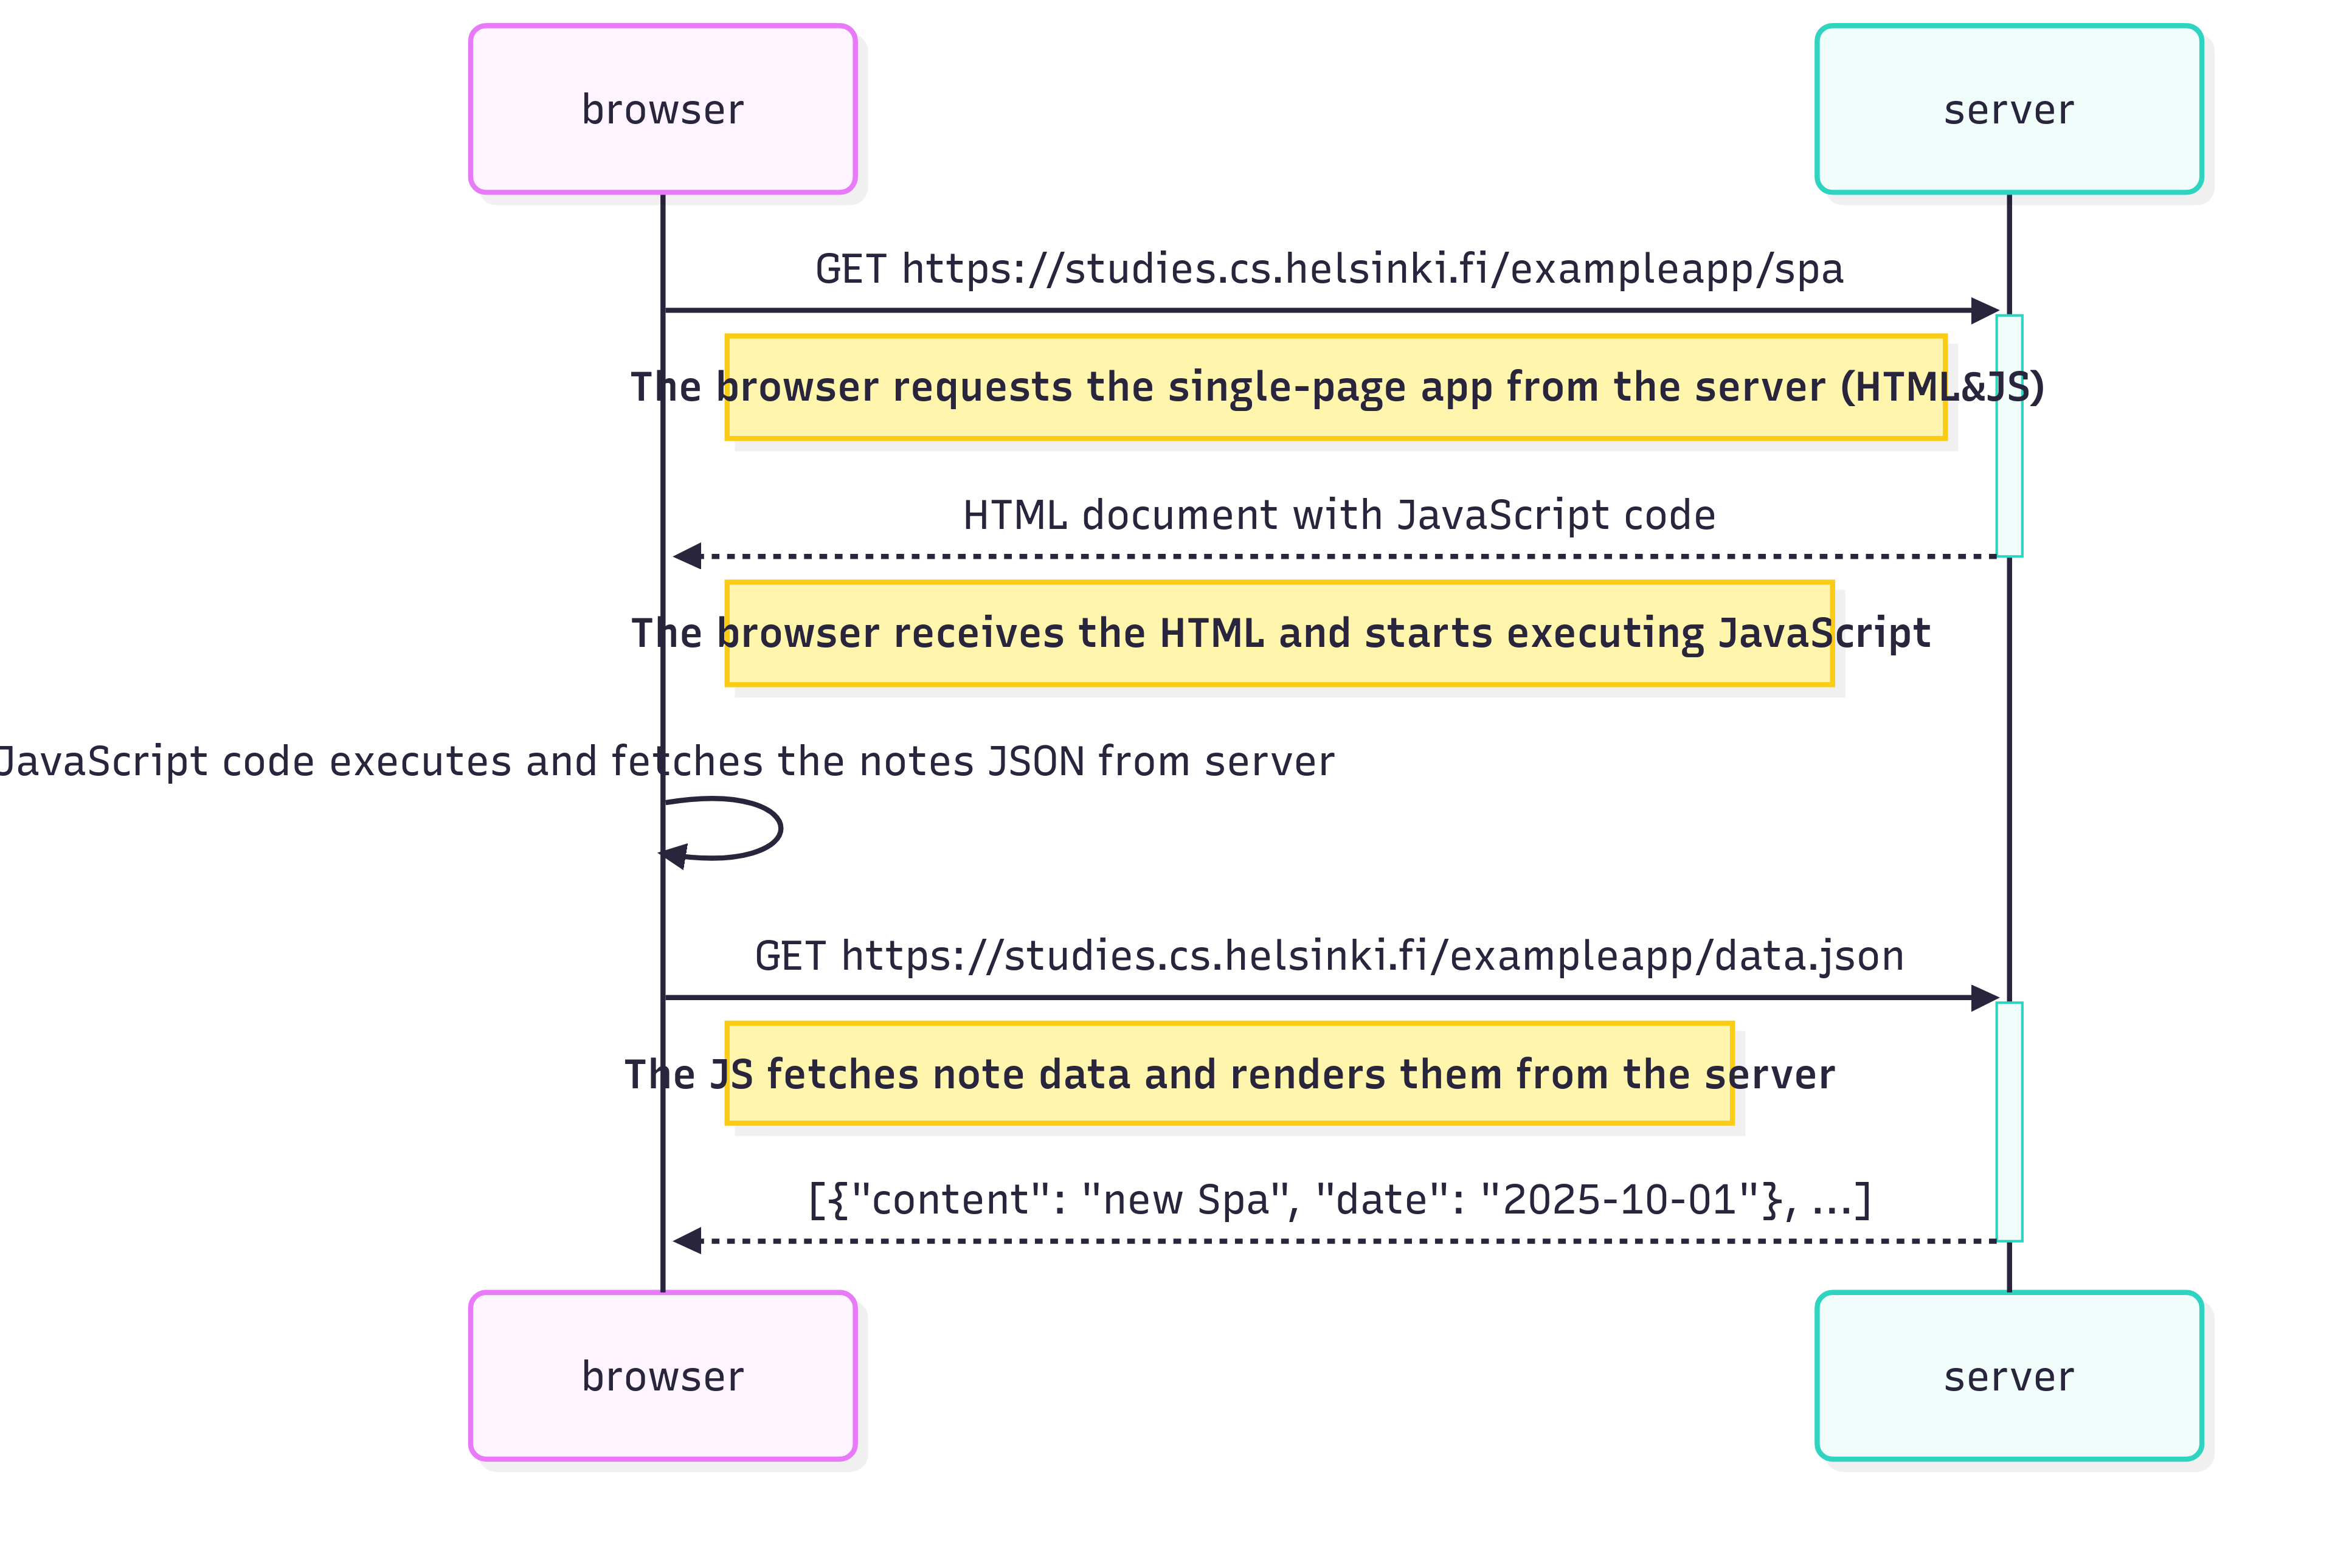 browser
server
GET https://studies.cs.helsinki.fi/exampleapp/spa
The browser requests the single-page app from the server (HTML&JS)
HTML document with JavaScript code
The browser receives the HTML and starts executing JavaScript
JavaScript code executes and fetches the notes JSON from server
GET https://studies.cs.helsinki.fi/exampleapp/data.json
The JS fetches note data and renders them from the server
[{"content": "new Spa", "date": "2025-10-01"}, ...]
browser
server